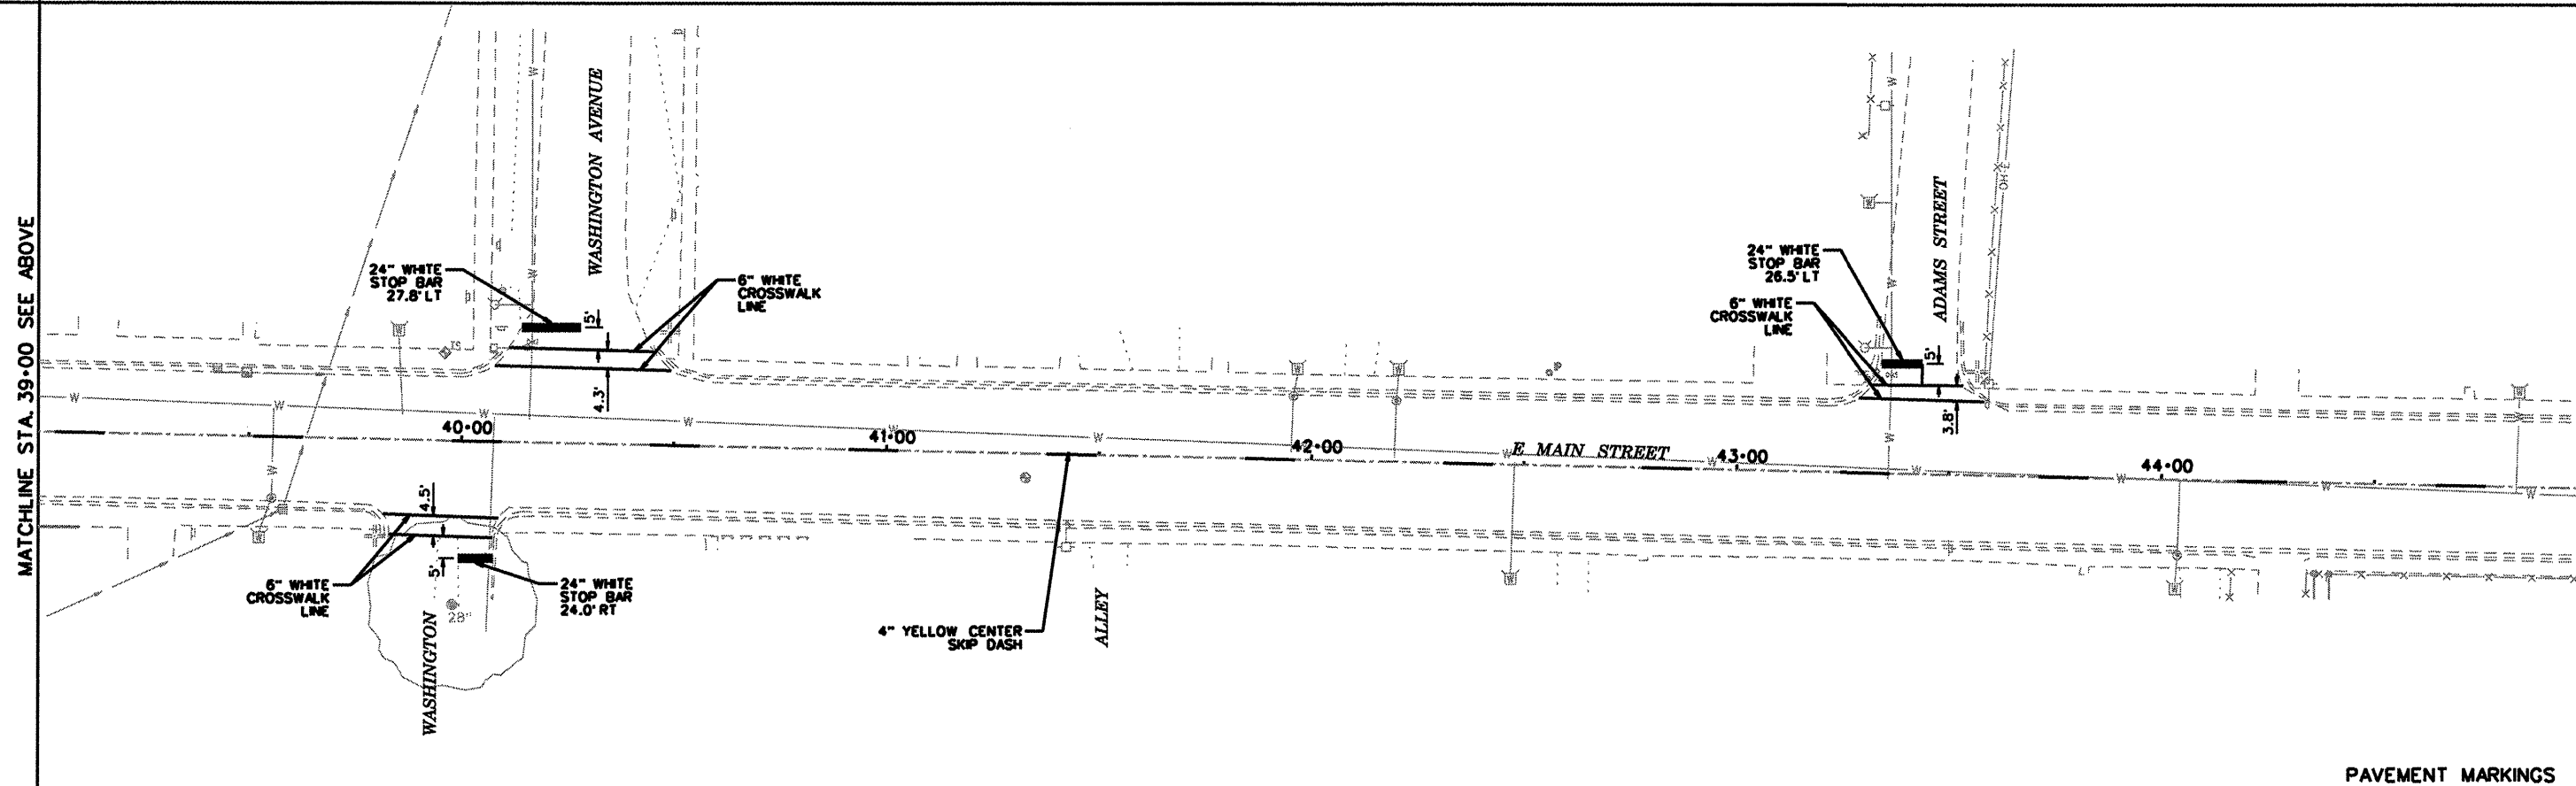 MATCHLINE STA. 39+00 SEE ABOVE
WASHINGTON AVENUE
24" WHITE
STOP BAR
27.8' LT
5'
6" WHITE
CROSSWALK
LINE
4.3'
ADAMS STREET
OH-E
24" WHITE
STOP BAR
26.5' LT
5'
6" WHITE
CROSSWALK
LINE
3.8'
40+00
41+00
42+00
E MAIN STREET
43+00
44+00
4.5'
5'
6" WHITE
CROSSWALK
LINE
24" WHITE
STOP BAR
24.0' RT
28"
WASHINGTON
4" YELLOW CENTER
SKIP DASH
ALLEY
PAVEMENT MARKINGS